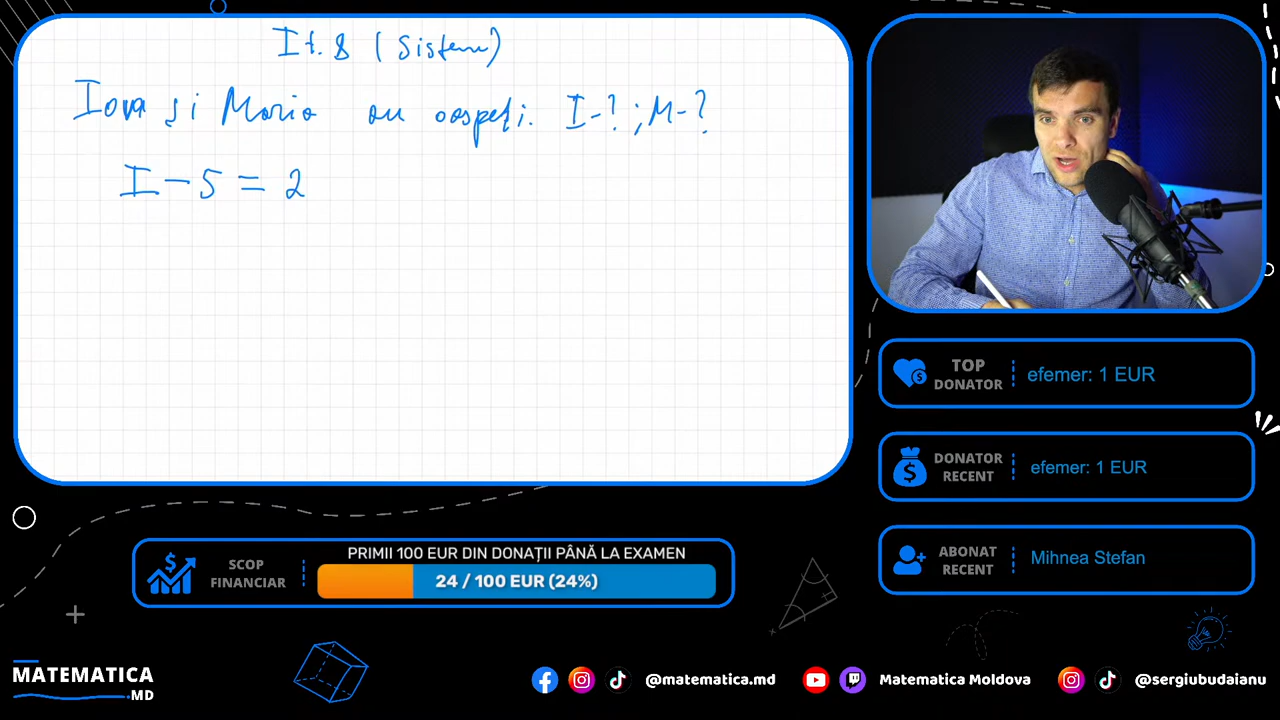 It. 8 (Sistem)
Iova și Maria au oaspeți. I-?; M-?
I - 5 = 2
TOP DONATOR
efemer: 1 EUR
DONATOR RECENT
efemer: 1 EUR
ABONAT RECENT
Mihnea Stefan
SCOP FINANCIAR
PRIMII 100 EUR DIN DONAȚII PÂNĂ LA EXAMEN
24 / 100 EUR (24%)
MATEMATICA
.MD
@matematica.md
Matematica Moldova
@sergiubudaianu